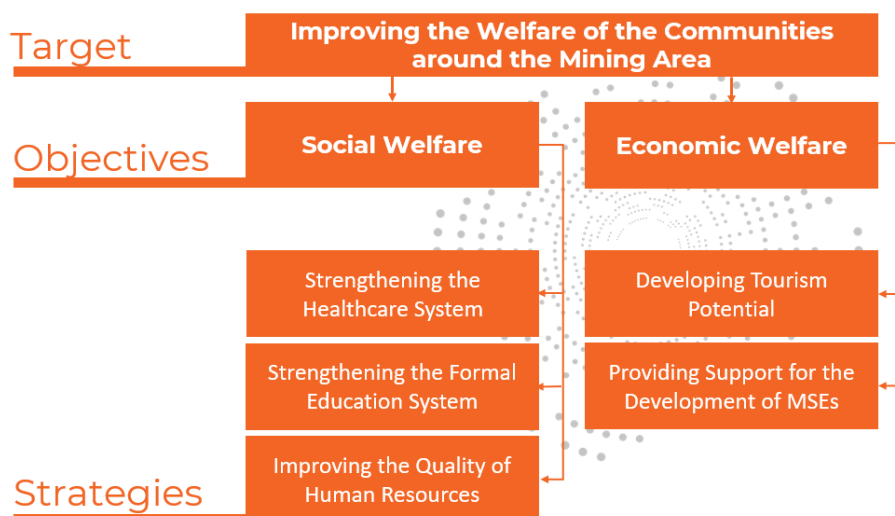 Target
Improving the Welfare of the Communities
around the Mining Area
Objectives
Social Welfare
Economic Welfare
Strengthening the
Healthcare System
Developing Tourism
Potential
Strengthening the Formal
Education System
Providing Support for the
Development of MSEs
Strategies
Improving the Quality of
Human Resources